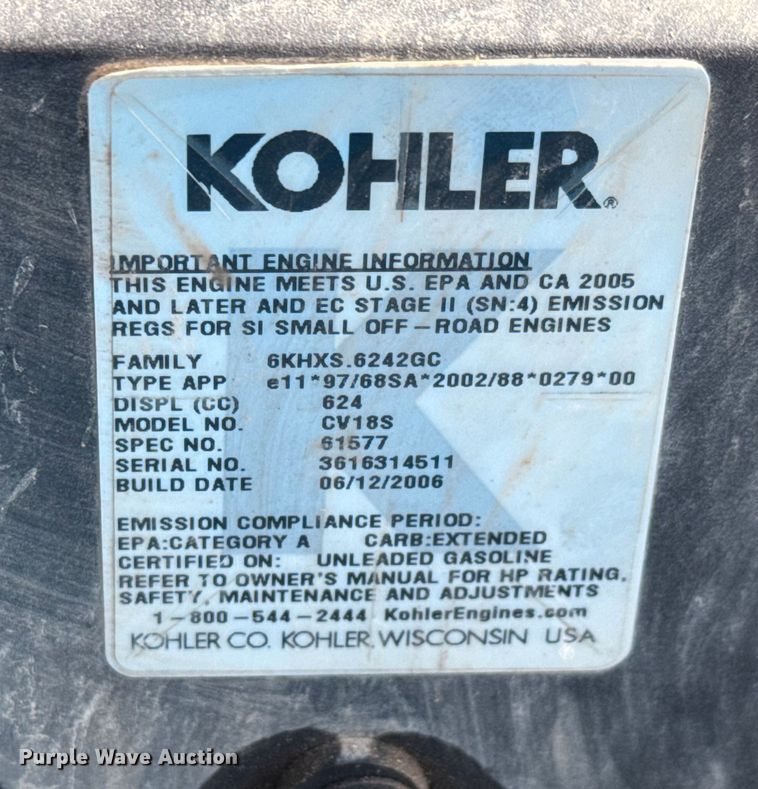 KOHLER®
IMPORTANT ENGINE INFORMATION
THIS ENGINE MEETS U.S. EPA AND CA 2005
AND LATER AND EC STAGE II (SN:4) EMISSION
REGS FOR SI SMALL OFF-ROAD ENGINES
FAMILY 6KHXS.6242GC
TYPE APP e11*97/68SA*2002/88*0279*00
DISPL (CC) 624
MODEL NO. CV18S
SPEC NO. 61577
SERIAL NO. 3616314511
BUILD DATE 06/12/2006
EMISSION COMPLIANCE PERIOD:
EPA:CATEGORY A CARB:EXTENDED
CERTIFIED ON: UNLEADED GASOLINE
REFER TO OWNER'S MANUAL FOR HP RATING,
SAFETY, MAINTENANCE AND ADJUSTMENTS
1-800-544-2444 KohlerEngines.com
KOHLER CO. KOHLER, WISCONSIN USA
Purple Wave Auction